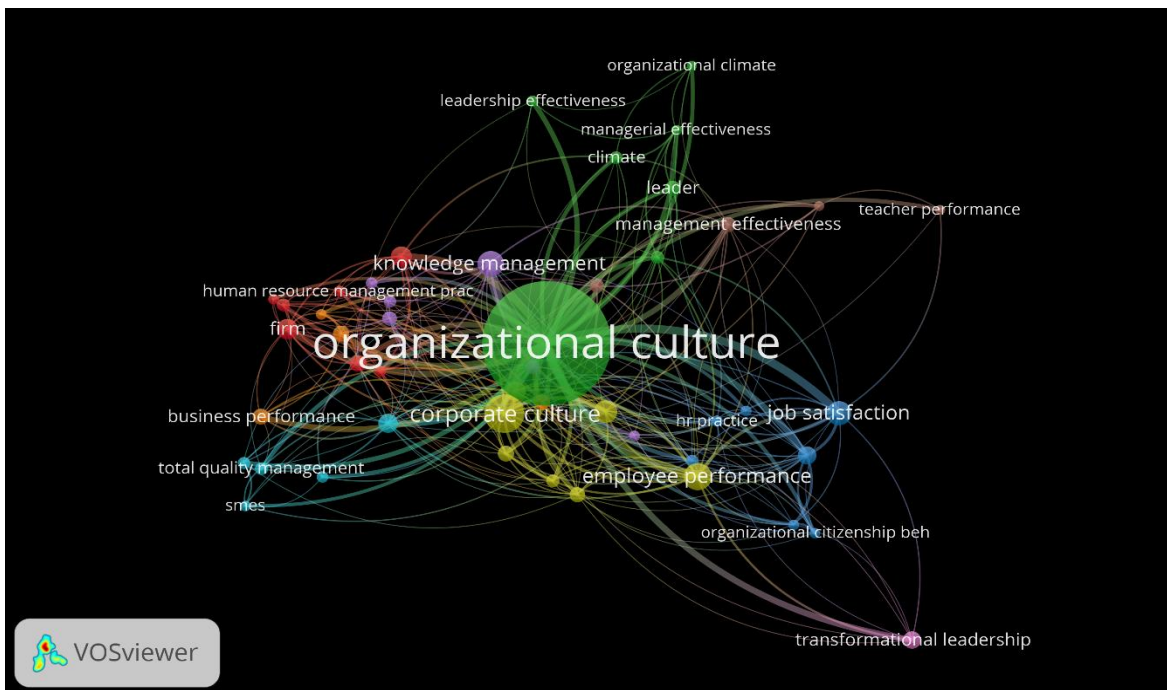 organizational climate
leadership effectiveness
managerial effectiveness
climate
leader
teacher performance
management effectiveness
knowledge management
human resource management prac
firm
organizational culture
business performance
corporate culture
hr practice
job satisfaction
total quality management
employee performance
smes
organizational citizenship beh
transformational leadership
VOSviewer